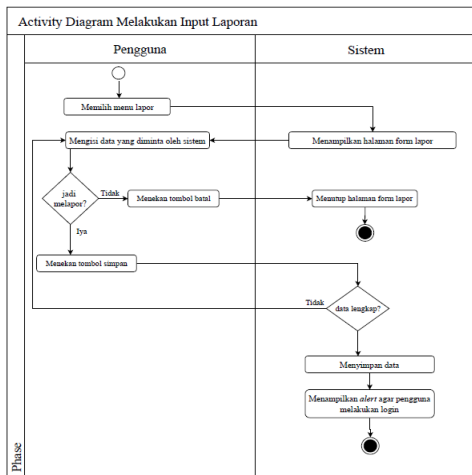 Activity Diagram Melakukan Input Laporan
Pengguna
Sistem
Memilih menu lapor
Mengisi data yang diminta oleh sistem
Menampilkan halaman form lapor
jadi
melapor?
Tidak
Menekan tombol batal
Menutup halaman form lapor
Iya
Menekan tombol simpan
Tidak
data lengkap?
Menyimpan data
Menampilkan alert agar pengguna
melakukan login
Phase